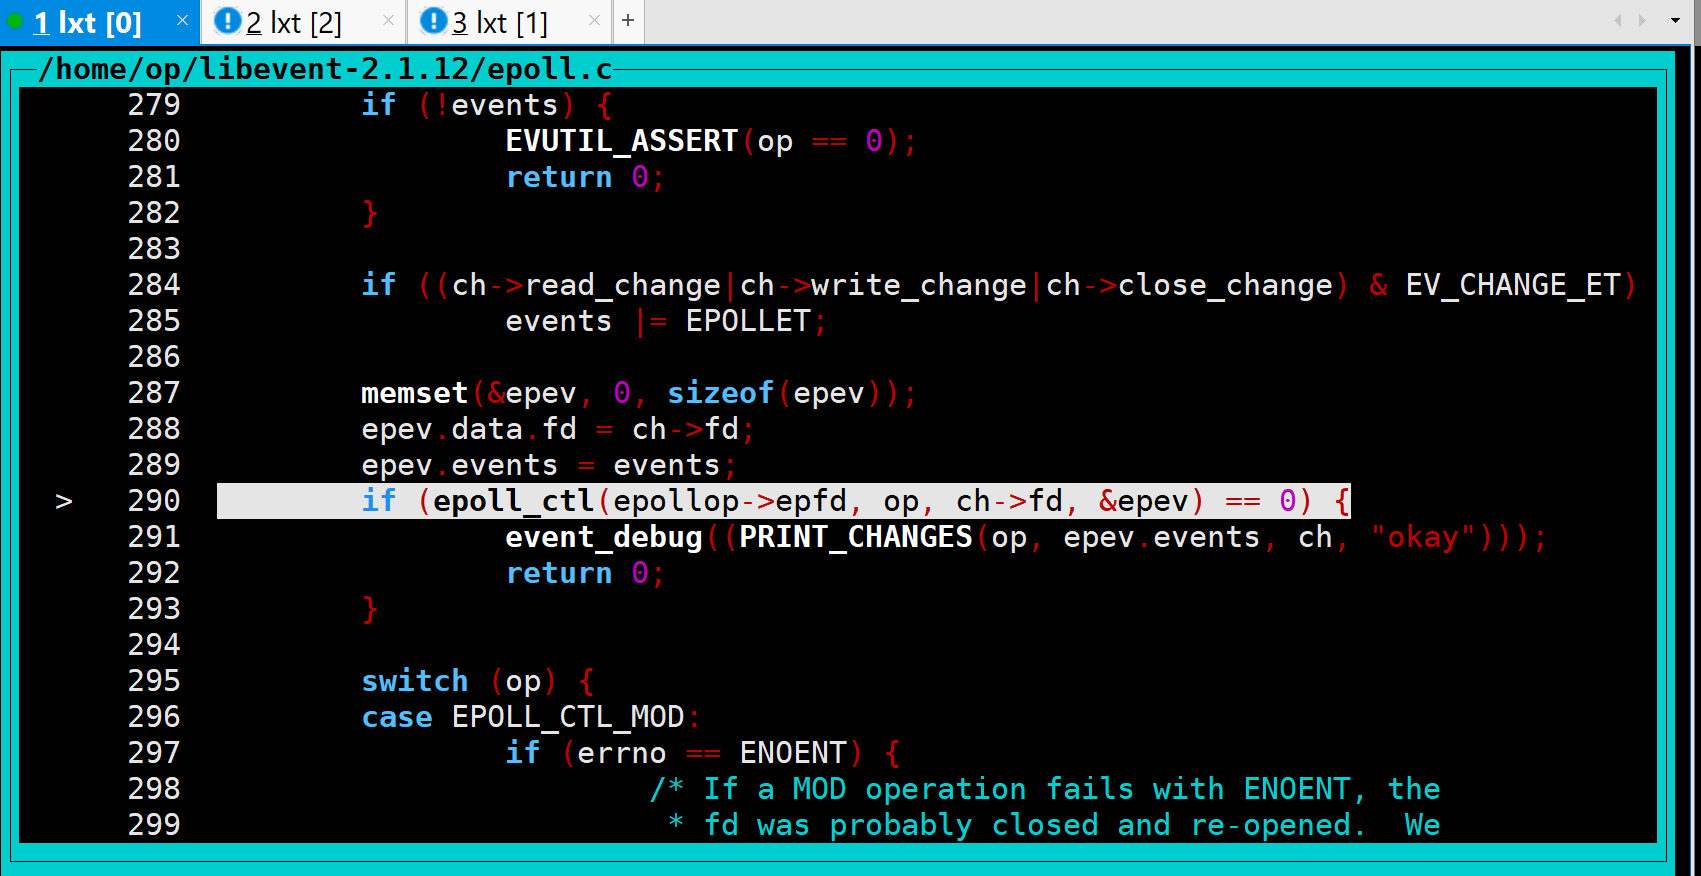 1 lxt [0] × 2 lxt [2] × 3 lxt [1] × +
/home/op/libevent-2.1.12/epoll.c
279 if (!events) {
280 EVUTIL_ASSERT(op == 0);
281 return 0;
282 }
283
284 if ((ch->read_change|ch->write_change|ch->close_change) & EV_CHANGE_ET)
285 events |= EPOLLET;
286
287 memset(&epev, 0, sizeof(epev));
288 epev.data.fd = ch->fd;
289 epev.events = events;
> 290 if (epoll_ctl(epollop->epfd, op, ch->fd, &epev) == 0) {
291 event_debug((PRINT_CHANGES(op, epev.events, ch, "okay")));
292 return 0;
293 }
294
295 switch (op) {
296 case EPOLL_CTL_MOD:
297 if (errno == ENOENT) {
298 /* If a MOD operation fails with ENOENT, the
299 * fd was probably closed and re-opened.  We